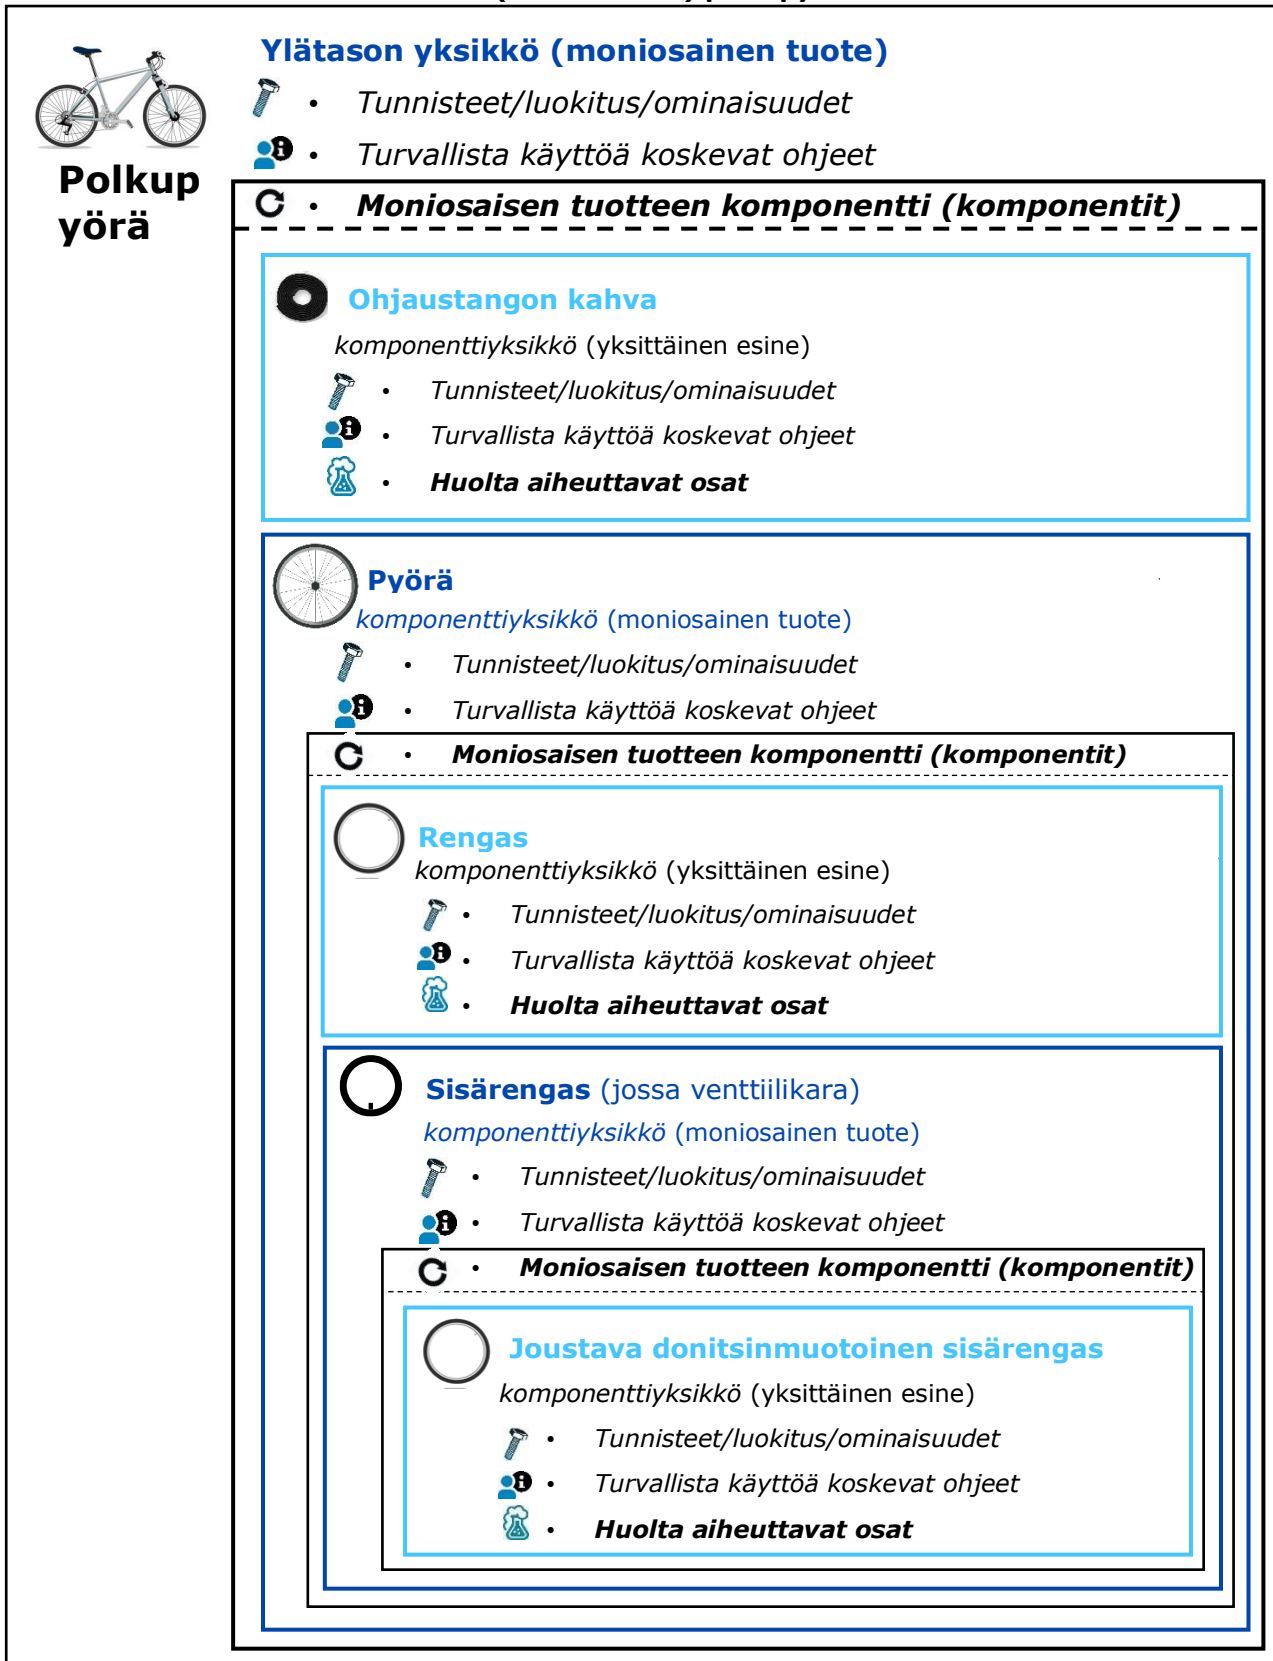 Ylätason yksikkö (moniosainen tuote)
• Tunnisteet/luokitus/ominaisuudet
• Turvallista käyttöä koskevat ohjeet
Polkup
yörä
• Moniosaisen tuotteen komponentti (komponentit)
Ohjaustangon kahva
komponenttiyksikkö (yksittäinen esine)
• Tunnisteet/luokitus/ominaisuudet
• Turvallista käyttöä koskevat ohjeet
• Huolta aiheuttavat osat
Pyörä
komponenttiyksikkö (moniosainen tuote)
• Tunnisteet/luokitus/ominaisuudet
• Turvallista käyttöä koskevat ohjeet
• Moniosaisen tuotteen komponentti (komponentit)
Rengas
komponenttiyksikkö (yksittäinen esine)
• Tunnisteet/luokitus/ominaisuudet
• Turvallista käyttöä koskevat ohjeet
• Huolta aiheuttavat osat
Sisärengas (jossa venttiilikara)
komponenttiyksikkö (moniosainen tuote)
• Tunnisteet/luokitus/ominaisuudet
• Turvallista käyttöä koskevat ohjeet
• Moniosaisen tuotteen komponentti (komponentit)
Joustava donitsinmuotoinen sisärengas
komponenttiyksikkö (yksittäinen esine)
• Tunnisteet/luokitus/ominaisuudet
• Turvallista käyttöä koskevat ohjeet
• Huolta aiheuttavat osat